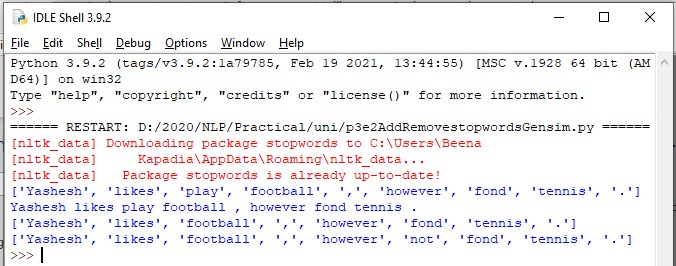 IDLE Shell 3.9.2
File Edit Shell Debug Options Window Help
Python 3.9.2 (tags/v3.9.2:1a79785, Feb 19 2021, 13:44:55) [MSC v.1928 64 bit (AM
D64)] on win32
Type "help", "copyright", "credits" or "license()" for more information.
>>>
====== RESTART: D:/2020/NLP/Practical/uni/p3e2AddRemovestopwordsGensim.py ======
[nltk_data] Downloading package stopwords to C:\Users\Beena
[nltk_data]     Kapadia\AppData\Roaming\nltk_data...
[nltk_data]   Package stopwords is already up-to-date!
['Yashesh', 'likes', 'play', 'football', ',', 'however', 'fond', 'tennis', '.']
Yashesh likes play football , however fond tennis .
['Yashesh', 'likes', 'football', ',', 'however', 'fond', 'tennis', '.']
['Yashesh', 'likes', 'football', ',', 'however', 'not', 'fond', 'tennis', '.']
>>>